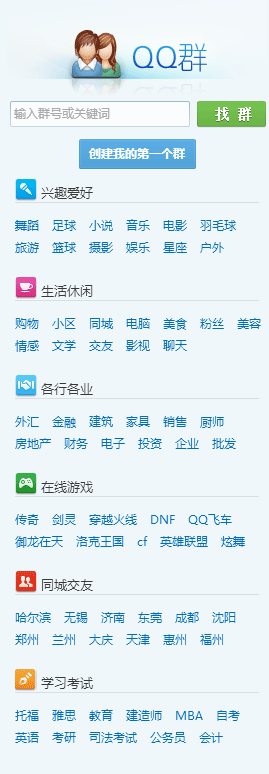 QQ群
输入群号或关键词 找 群
创建我的第一个群
兴趣爱好
舞蹈 足球 小说 音乐 电影 羽毛球
旅游 篮球 摄影 娱乐 星座 户外
生活休闲
购物 小区 同城 电脑 美食 粉丝 美容
情感 文学 交友 影视 聊天
各行各业
外汇 金融 建筑 家具 销售 厨师
房地产 财务 电子 投资 企业 批发
在线游戏
传奇 剑灵 穿越火线 DNF QQ飞车
御龙在天 洛克王国 cf 英雄联盟 炫舞
同城交友
哈尔滨 无锡 济南 东莞 成都 沈阳
郑州 兰州 大庆 天津 惠州 福州
学习考试
托福 雅思 教育 建造师 MBA 自考
英语 考研 司法考试 公务员 会计